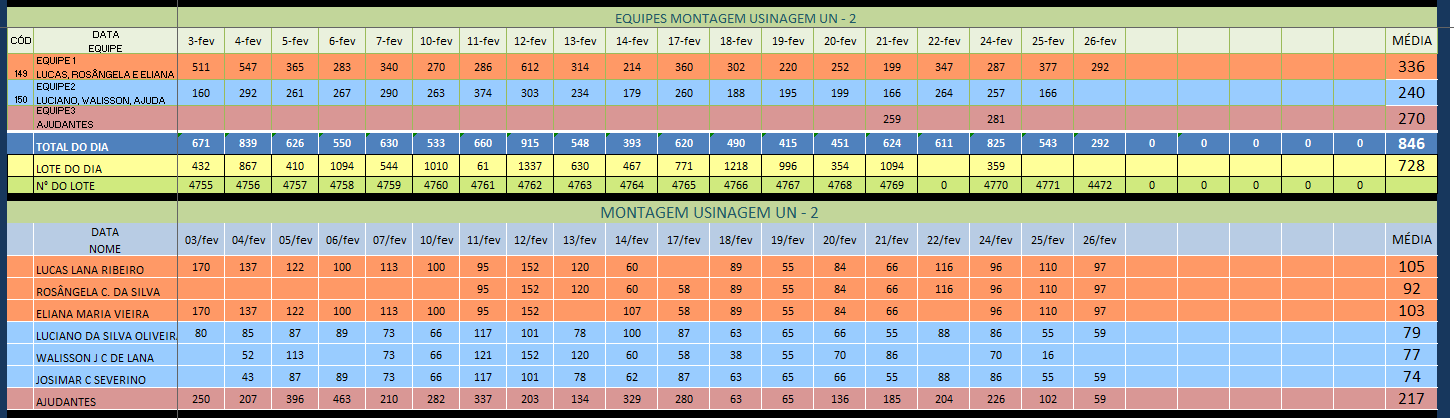 EQUIPES MONTAGEM USINAGEM UN - 2
CÓD DATA EQUIPE 3-fev 4-fev 5-fev 6-fev 7-fev 10-fev 11-fev 12-fev 13-fev 14-fev 17-fev 18-fev 19-fev 20-fev 21-fev 22-fev 24-fev 25-fev 26-fev MÉDIA
149 EQUIPE 1 LUCAS, ROSÂNGELA E ELIANA 511 547 365 283 340 270 286 612 314 214 360 302 220 252 199 347 287 377 292 336
150 EQUIPE2 LUCIANO, WALISSON, AJUDA 160 292 261 267 290 263 374 303 234 179 260 188 195 199 166 264 257 166 240
EQUIPE3 AJUDANTES 259 281 270
TOTAL DO DIA 671 839 626 550 630 533 660 915 548 393 620 490 415 451 624 611 825 543 292 0 0 0 0 0 846
LOTE DO DIA 432 867 410 1094 544 1010 61 1337 630 467 771 1218 996 354 1094 359 728
N° DO LOTE 4755 4756 4757 4758 4759 4760 4761 4762 4763 4764 4765 4766 4767 4768 4769 0 4770 4771 4472 0 0 0 0 0
MONTAGEM USINAGEM UN - 2
DATA NOME 03/fev 04/fev 05/fev 06/fev 07/fev 10/fev 11/fev 12/fev 13/fev 14/fev 17/fev 18/fev 19/fev 20/fev 21/fev 22/fev 24/fev 25/fev 26/fev MÉDIA
LUCAS LANA RIBEIRO 170 137 122 100 113 100 95 152 120 60 89 55 84 66 116 96 110 97 105
ROSÂNGELA C. DA SILVA 95 152 120 60 58 89 55 84 66 116 96 110 97 92
ELIANA MARIA VIEIRA 170 137 122 100 113 100 95 152 107 58 89 55 84 66 96 110 97 103
LUCIANO DA SILVA OLIVEIR 80 85 87 89 73 66 117 101 78 100 87 63 65 66 55 88 86 55 59 79
WALISSON J C DE LANA 52 113 73 66 121 152 120 60 58 38 55 70 86 70 16 77
JOSIMAR C SEVERINO 43 87 89 73 66 117 101 78 62 87 63 65 66 55 88 86 55 59 74
AJUDANTES 250 207 396 463 210 282 337 203 134 329 280 63 65 136 185 204 226 102 59 217